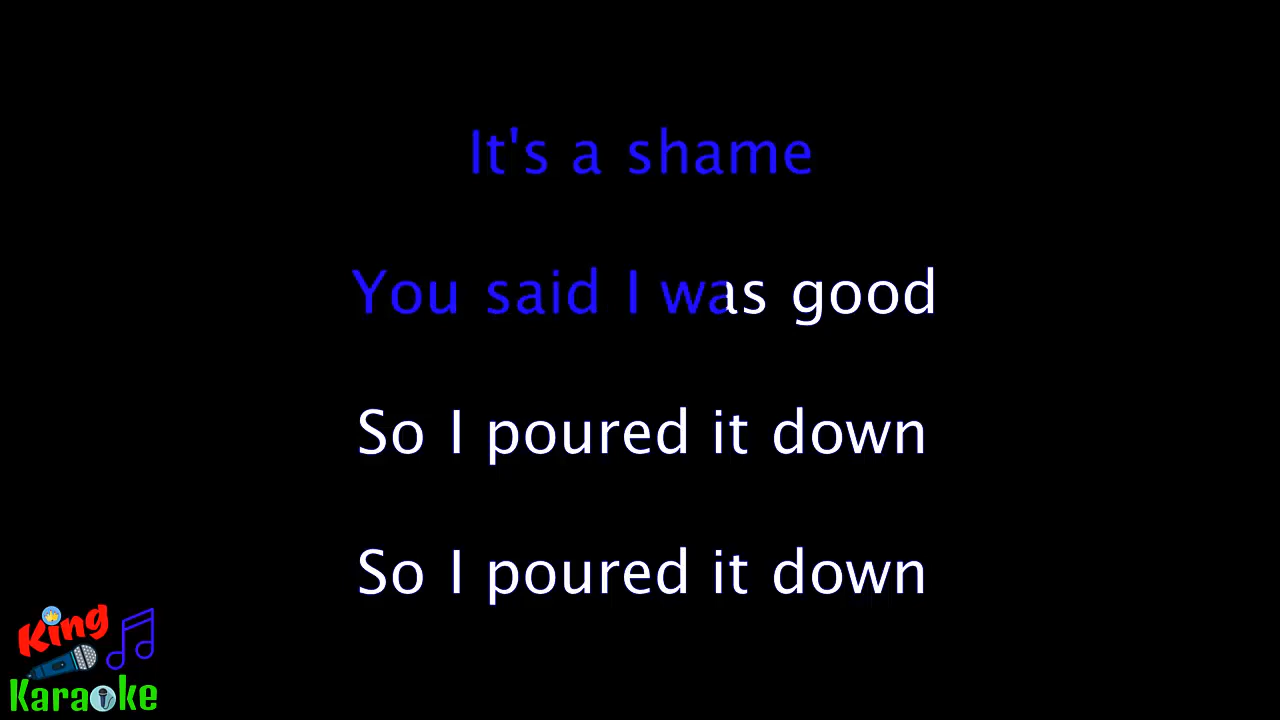 It's a shame
You said I was good
So I poured it down
So I poured it down
King
Karaoke